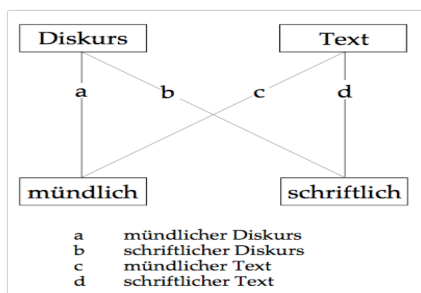 Diskurs Text
a b c d
mündlich schriftlich
a mündlicher Diskurs
b schriftlicher Diskurs
c mündlicher Text
d schriftlicher Text